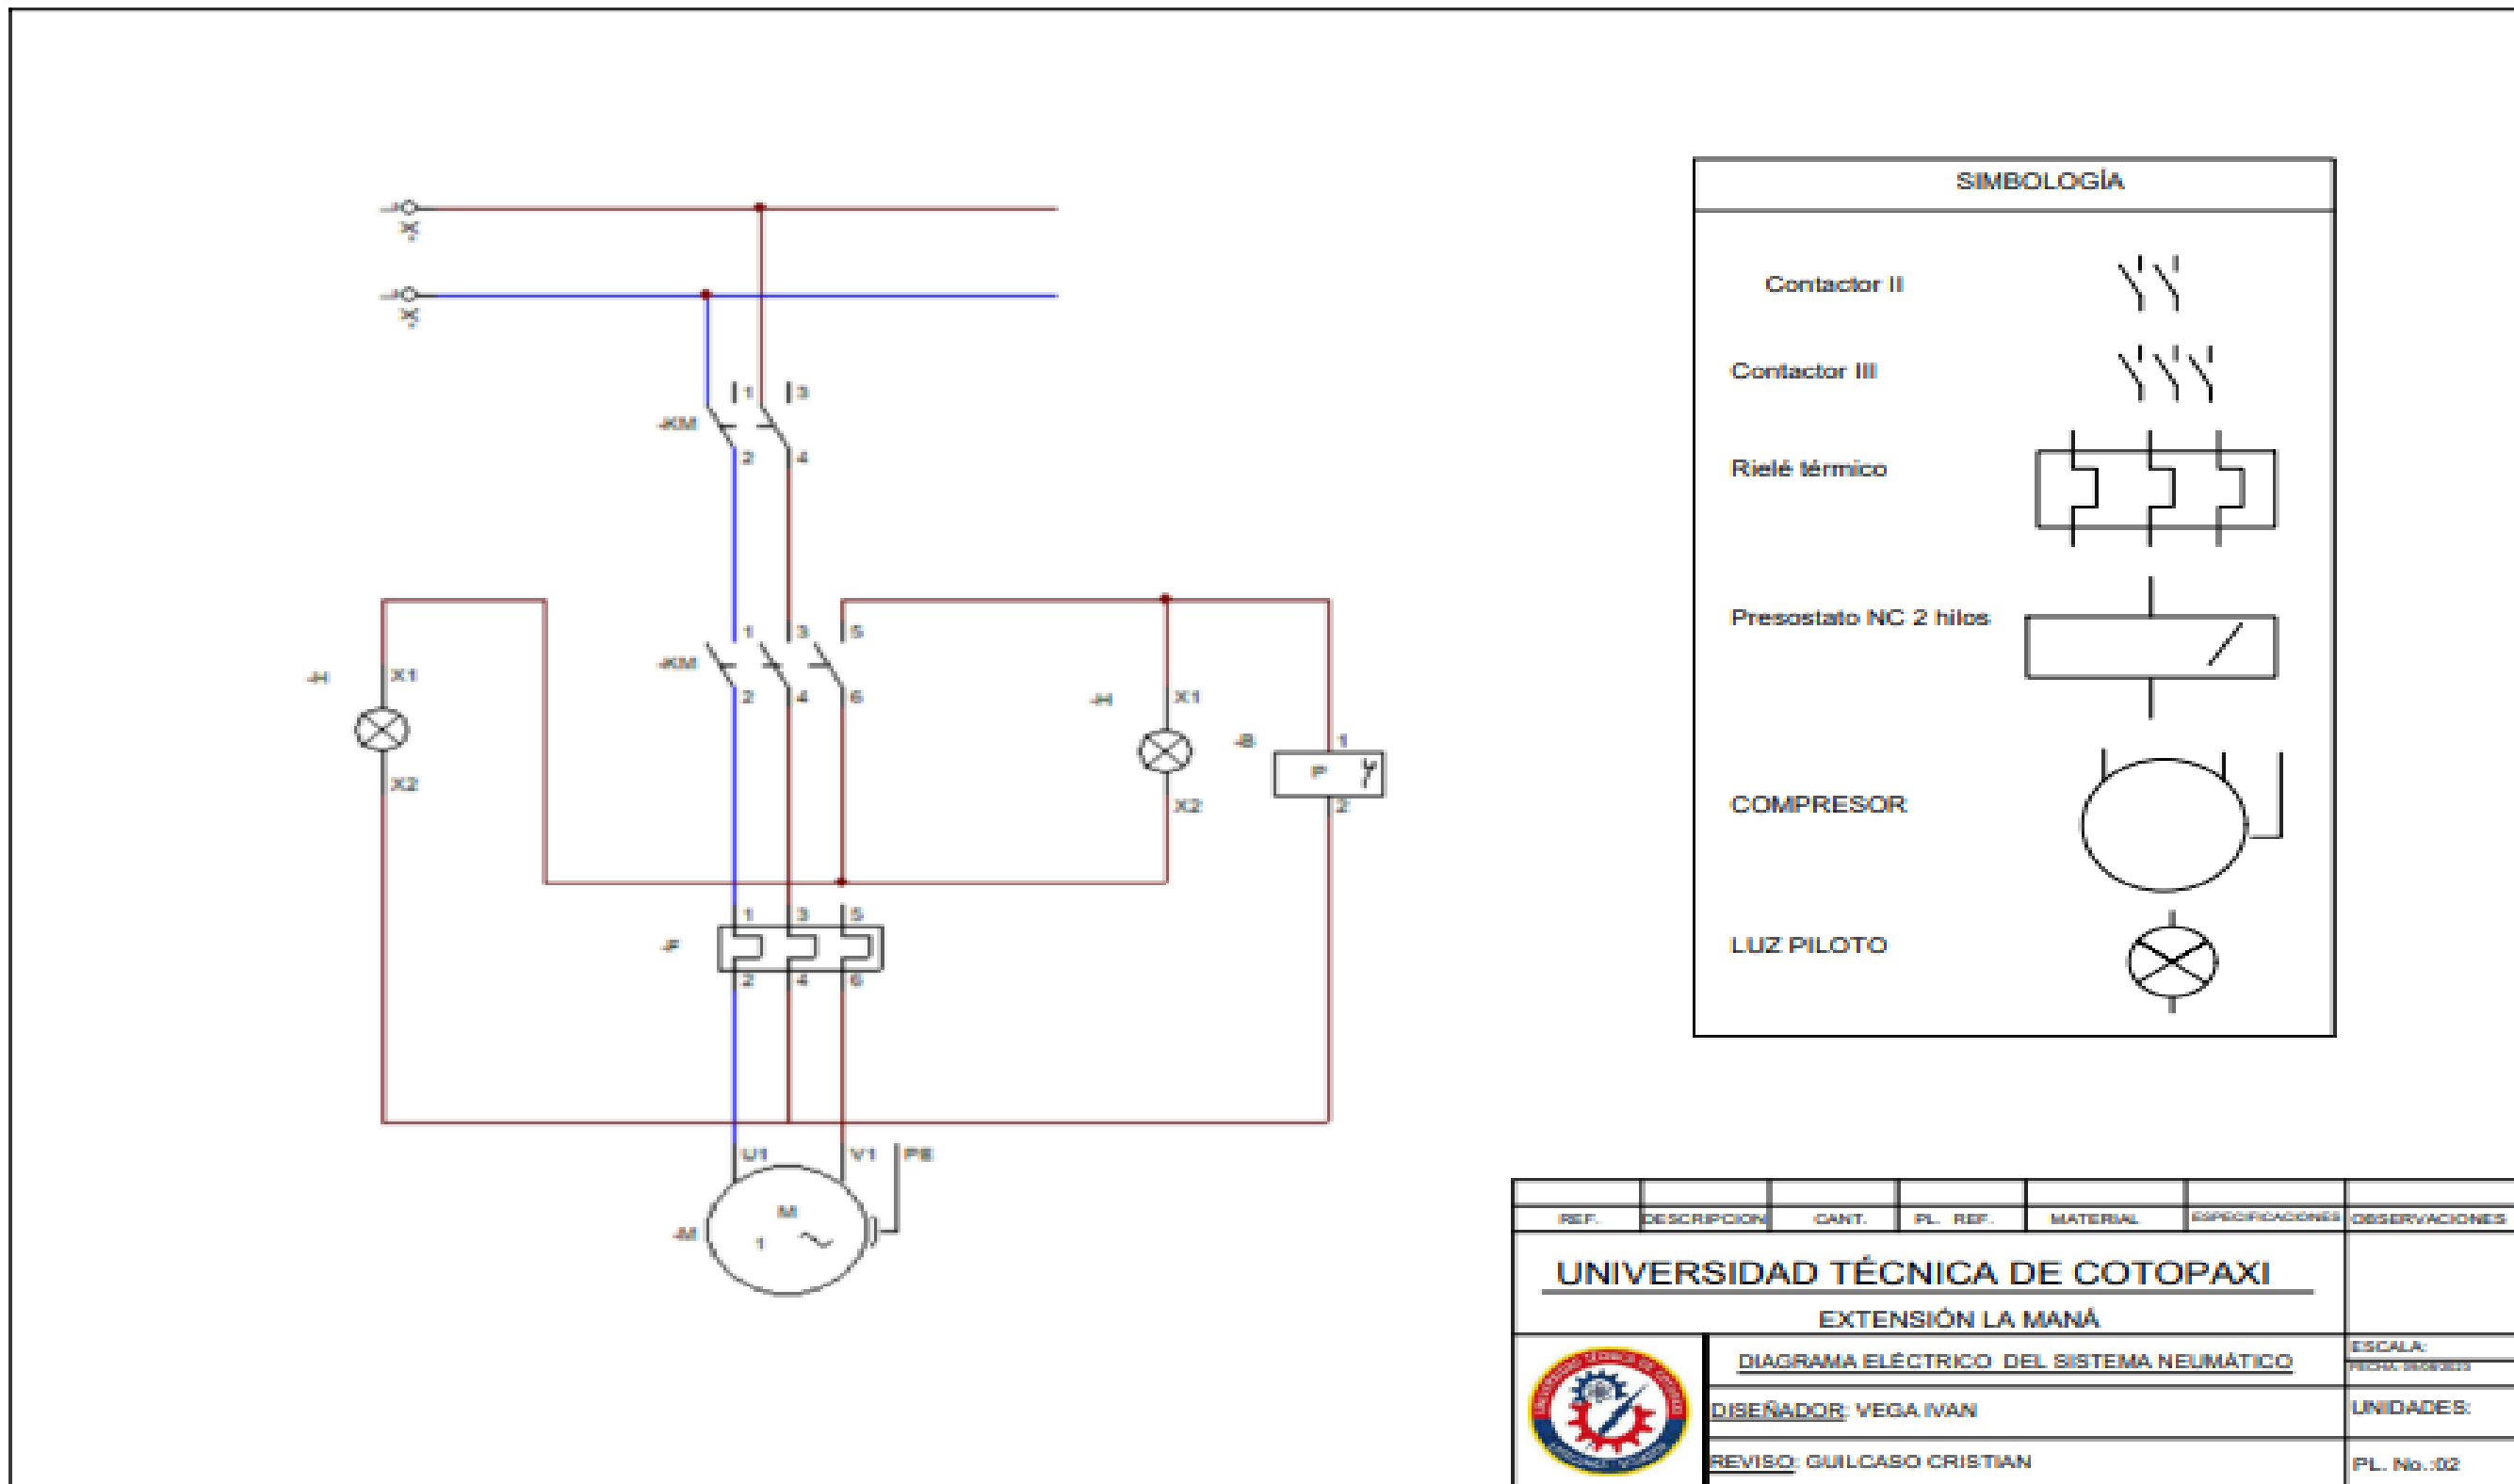 -X
-X
1 3
-KM
2 4
1 3 5
-KM
2 4 6
-H
X1
X2
-H
X1
X2
-B
1
P
2
1 3 5
-F
2 4 6
U1 V1 PE
M
-M
1
SIMBOLOGÍA
Contactor II
Contactor III
Rielé térmico
Presostato NC 2 hilos
COMPRESOR
LUZ PILOTO
REF. DESCRIPCION CANT. PL. REF. MATERIAL ESPECIFICACIONES OBSERVACIONES
UNIVERSIDAD TÉCNICA DE COTOPAXI
EXTENSIÓN LA MANÁ
DIAGRAMA ELÉCTRICO DEL SISTEMA NEUMÁTICO
ESCALA:
FECHA:
DISEÑADOR: VEGA IVAN
UNIDADES:
REVISO: GUILCASO CRISTIAN
PL. No.:02